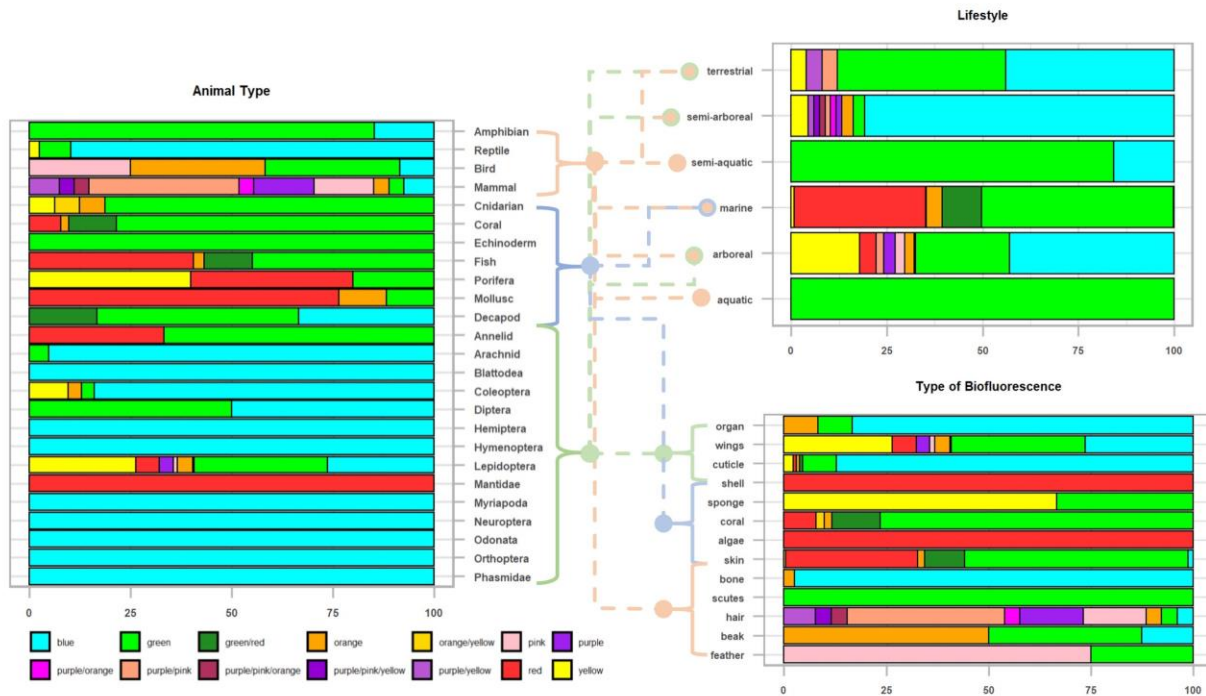 Lifestyle
terrestrial
semi-arboreal
semi-aquatic
marine
arboreal
aquatic
0 25 50 75 100
Animal Type
Amphibian
Reptile
Bird
Mammal
Cnidarian
Coral
Echinoderm
Fish
Porifera
Mollusc
Decapod
Annelid
Arachnid
Blattodea
Coleoptera
Diptera
Hemiptera
Hymenoptera
Lepidoptera
Mantidae
Myriapoda
Neuroptera
Odonata
Orthoptera
Phasmidae
0 25 50 75 100
Type of Biofluorescence
organ
wings
cuticle
shell
sponge
coral
algae
skin
bone
scutes
hair
beak
feather
0 25 50 75 100
blue green green/red orange orange/yellow pink purple
purple/orange purple/pink purple/pink/orange purple/pink/yellow purple/yellow red yellow